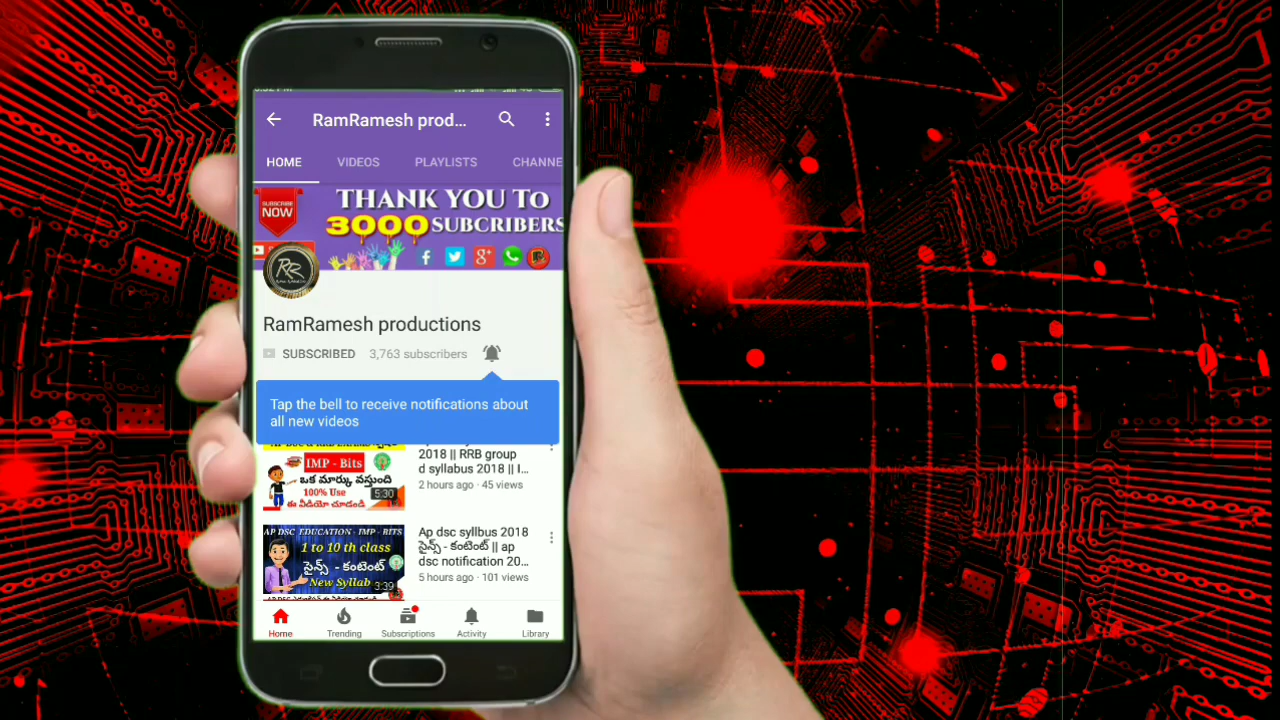 RamRamesh prod...
HOME VIDEOS PLAYLISTS CHANNE
SUBSCRIBE
NOW
THANK YOU To
3000 SUBCRIBERS
RR
RamRamesh productions
SUBSCRIBED 3,763 subscribers
Tap the bell to receive notifications about
all new videos
IMP - Bits
ఒక మార్కు వస్తుంది
100% Use
ఈ వీడియో చూడండి
5:30
2018 || RRB group
d syllabus 2018 || I...
2 hours ago · 45 views
AP DSC EDUCATION - IMP - BITS
1 to 10 th class
సైన్స్ - కంటెంట్
New Syllab
3:39
Ap dsc syllbus 2018
సైన్స్ - కంటెంట్ || ap
dsc notification 20...
5 hours ago · 101 views
Home Trending Subscriptions Activity Library